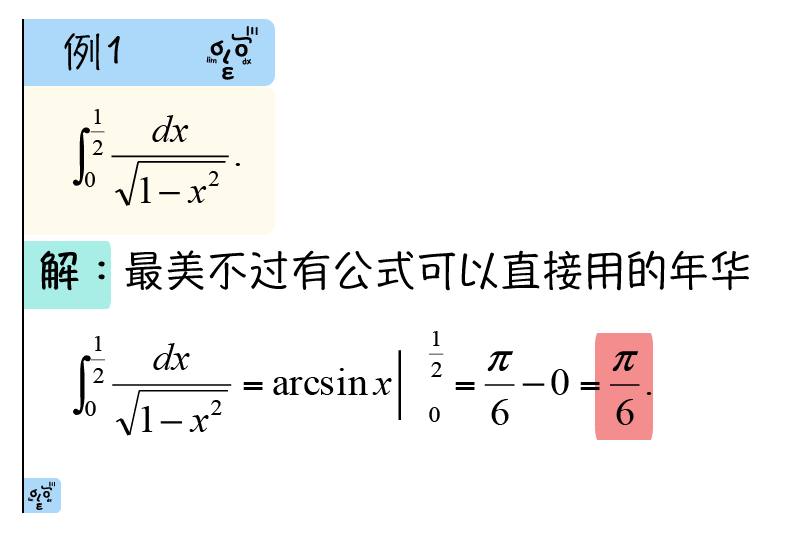 例1
∫₀^{1/2} dx/√(1−x²).
解：最美不过有公式可以直接用的年华
∫₀^{1/2} dx/√(1−x²) = arcsin x |₀^{1/2} = π/6 − 0 = π/6.